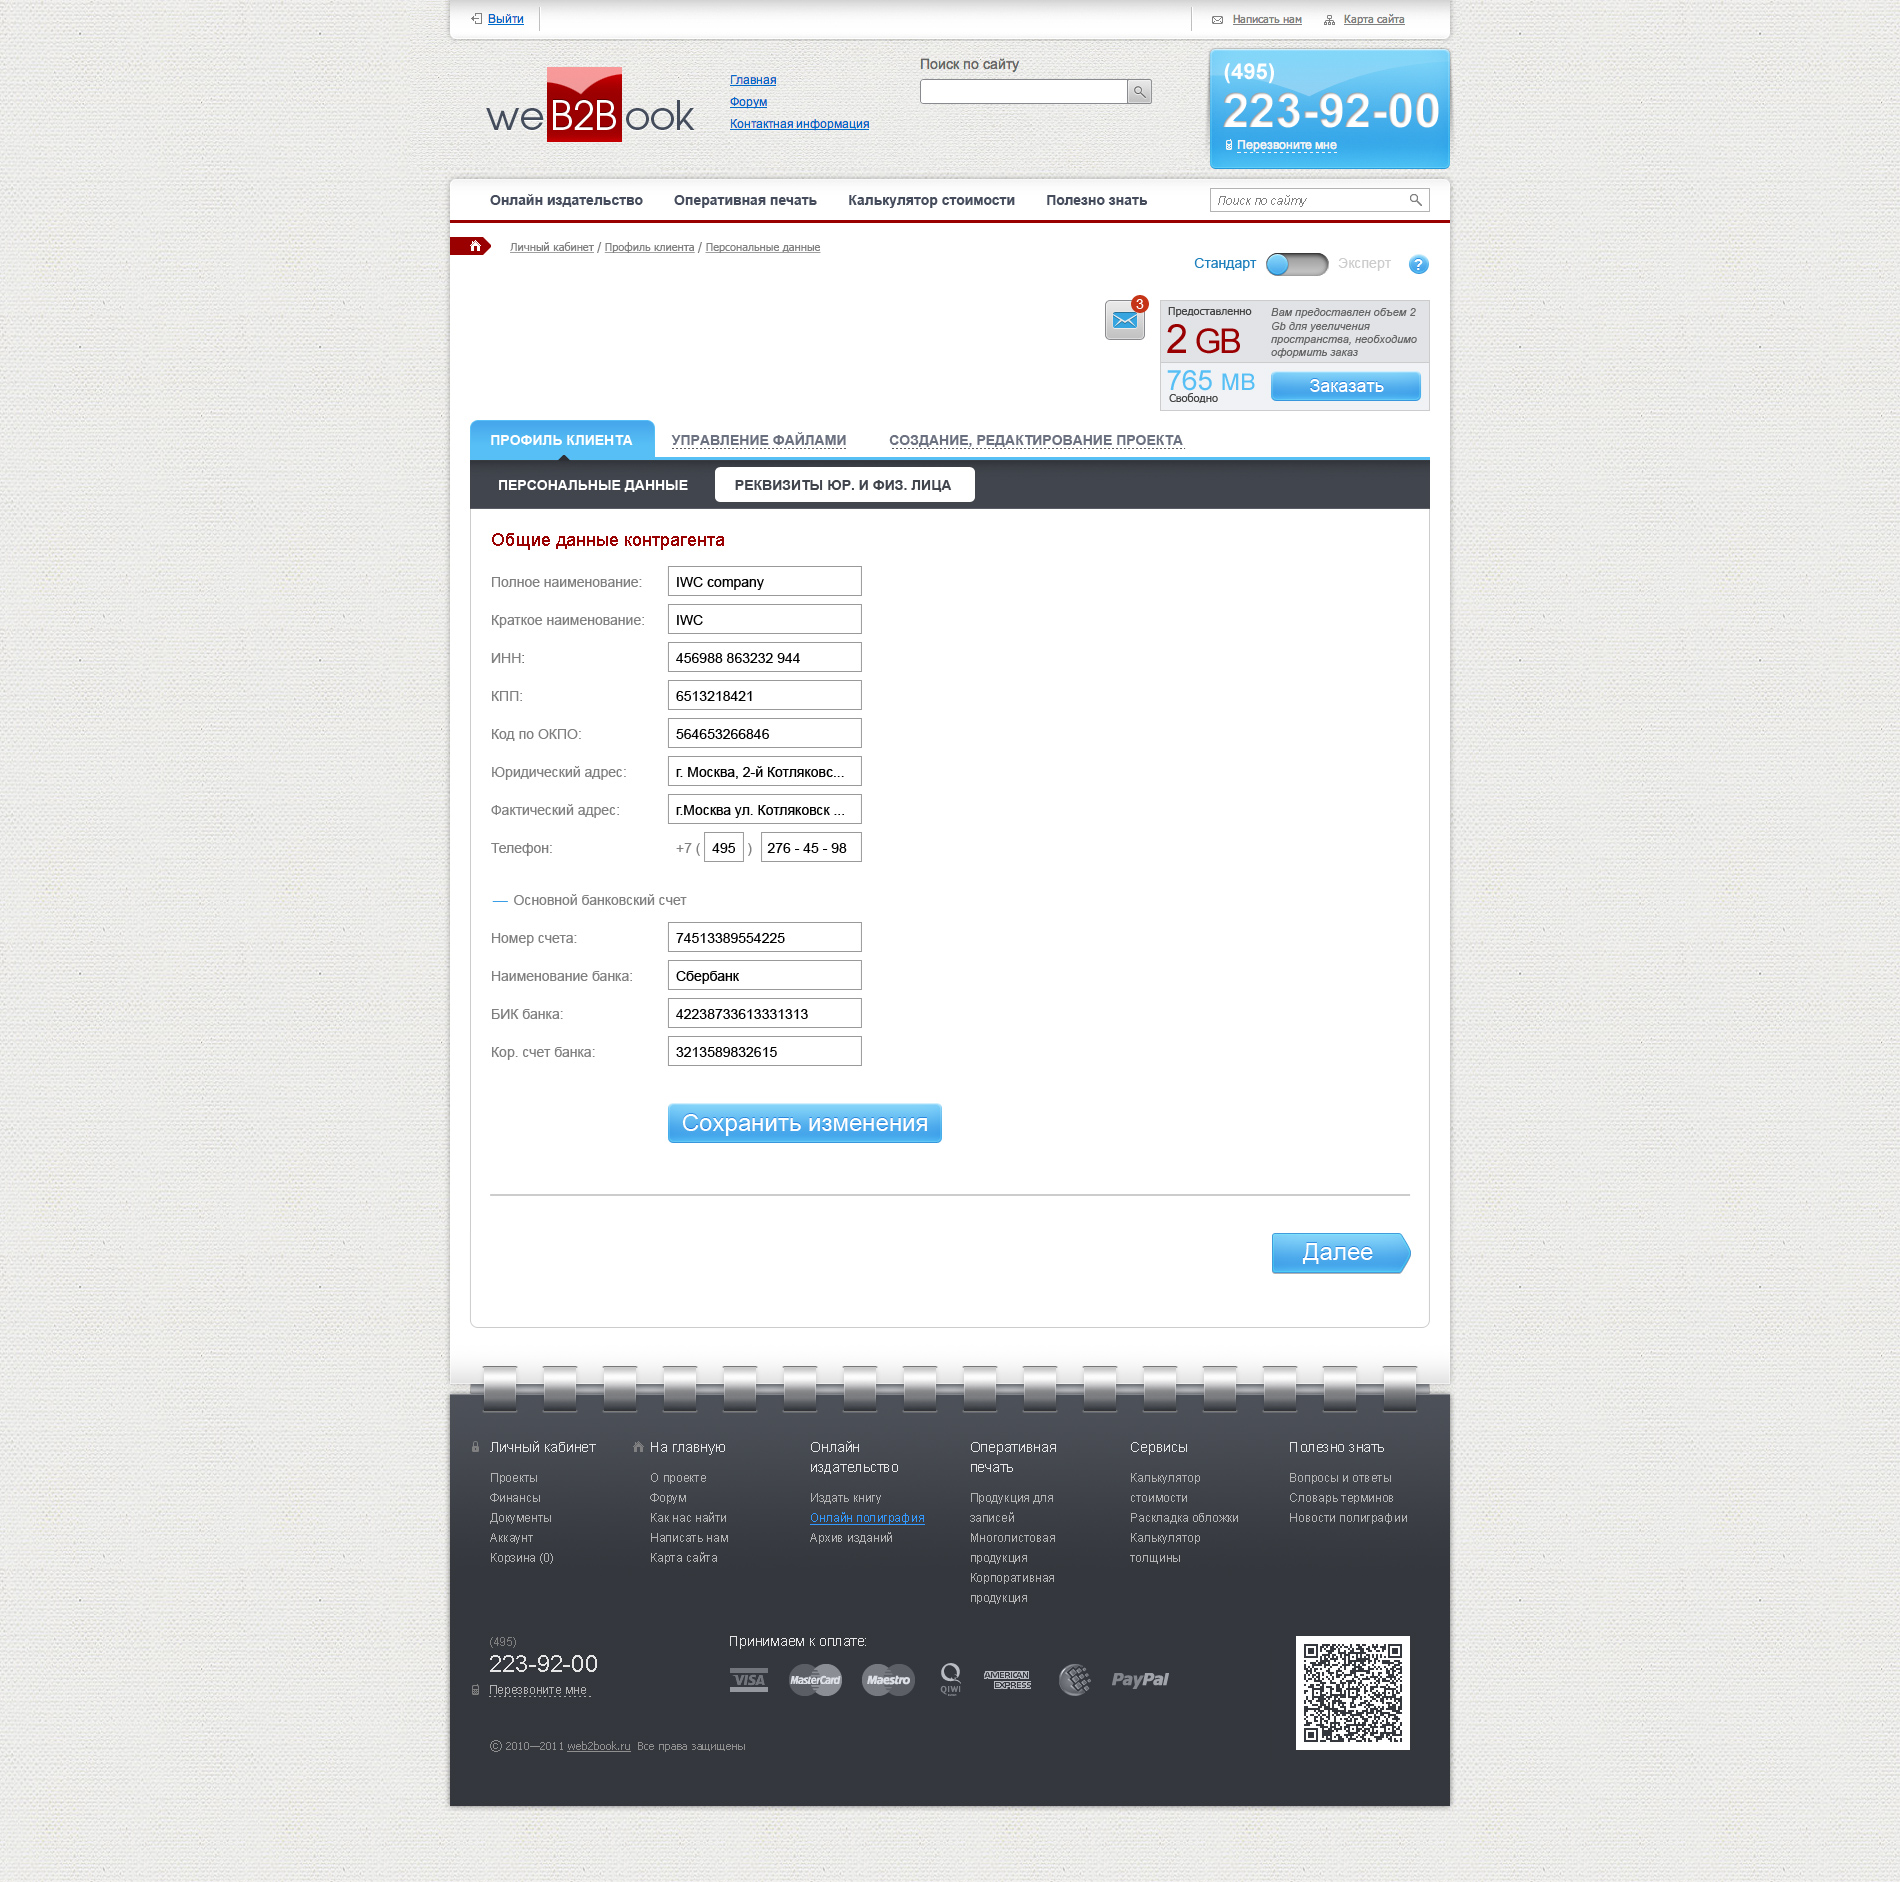 Выйти
Написать нам
Карта сайта
weB2Book
Главная
Форум
Контактная информация
Поиск по сайту
(495)
223-92-00
Перезвоните мне
Онлайн издательство
Оперативная печать
Калькулятор стоимости
Полезно знать
Поиск по сайту
Личный кабинет / Профиль клиента / Персональные данные
Стандарт
Эксперт
?
3
Предоставленно
2 GB
Вам предоставлен объем 2
Gb для увеличения
пространства, необходимо
оформить заказ
765 MB
Свободно
Заказать
ПРОФИЛЬ КЛИЕНТА
УПРАВЛЕНИЕ ФАЙЛАМИ
СОЗДАНИЕ, РЕДАКТИРОВАНИЕ ПРОЕКТА
ПЕРСОНАЛЬНЫЕ ДАННЫЕ
РЕКВИЗИТЫ ЮР. И ФИЗ. ЛИЦА
Общие данные контрагента
Полное наименование: IWC company
Краткое наименование: IWC
ИНН: 456988 863232 944
КПП: 6513218421
Код по ОКПО: 564653266846
Юридический адрес: г. Москва, 2-й Котляковс...
Фактический адрес: г.Москва ул. Котляковск ...
Телефон: +7 ( 495 ) 276 - 45 - 98
— Основной банковский счет
Номер счета: 74513389554225
Наименование банка: Сбербанк
БИК банка: 42238733613331313
Кор. счет банка: 3213589832615
Сохранить изменения
Далее
Личный кабинет
Проекты
Финансы
Документы
Аккаунт
Корзина (0)
На главную
О проекте
Форум
Как нас найти
Написать нам
Карта сайта
Онлайн
издательство
Издать книгу
Онлайн полиграфия
Архив изданий
Оперативная
печать
Продукция для
записей
Многолистовая
продукция
Корпоративная
продукция
Сервисы
Калькулятор
стоимости
Раскладка обложки
Калькулятор
толщины
Полезно знать
Вопросы и ответы
Словарь терминов
Новости полиграфии
(495)
223-92-00
Перезвоните мне
Принимаем к оплате:
VISA
MasterCard
Maestro
QIWI
AMERICAN
EXPRESS
PayPal
© 2010—2011 web2book.ru Все права защищены